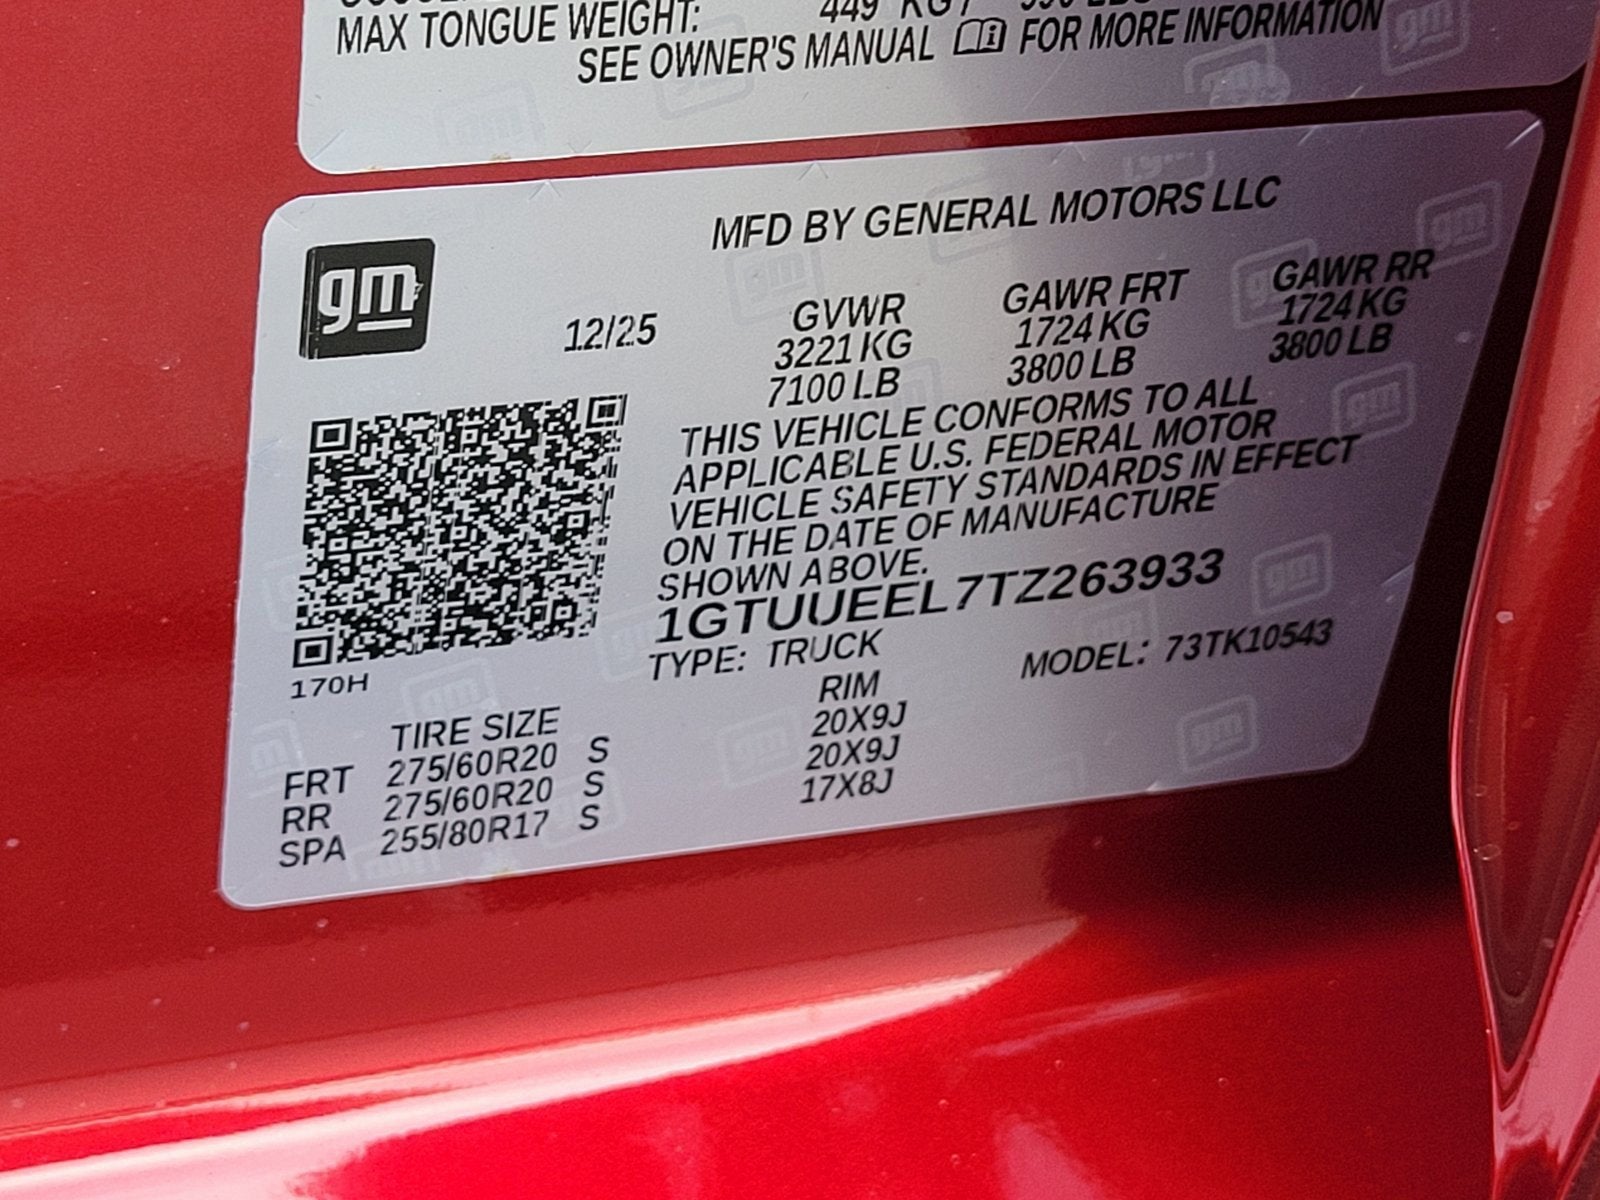 MAX TONGUE WEIGHT: 449 KG /
SEE OWNER'S MANUAL FOR MORE INFORMATION
gm
MFD BY GENERAL MOTORS LLC
12/25 GVWR GAWR FRT GAWR RR
3221 KG 1724 KG 1724 KG
7100 LB 3800 LB 3800 LB
THIS VEHICLE CONFORMS TO ALL
APPLICABLE U.S. FEDERAL MOTOR
VEHICLE SAFETY STANDARDS IN EFFECT
ON THE DATE OF MANUFACTURE
SHOWN ABOVE.
1GTUUEEL7TZ263933
TYPE: TRUCK MODEL: 73TK10543
170H
TIRE SIZE RIM
FRT 275/60R20 S 20X9J
RR 275/60R20 S 20X9J
SPA 255/80R17 S 17X8J